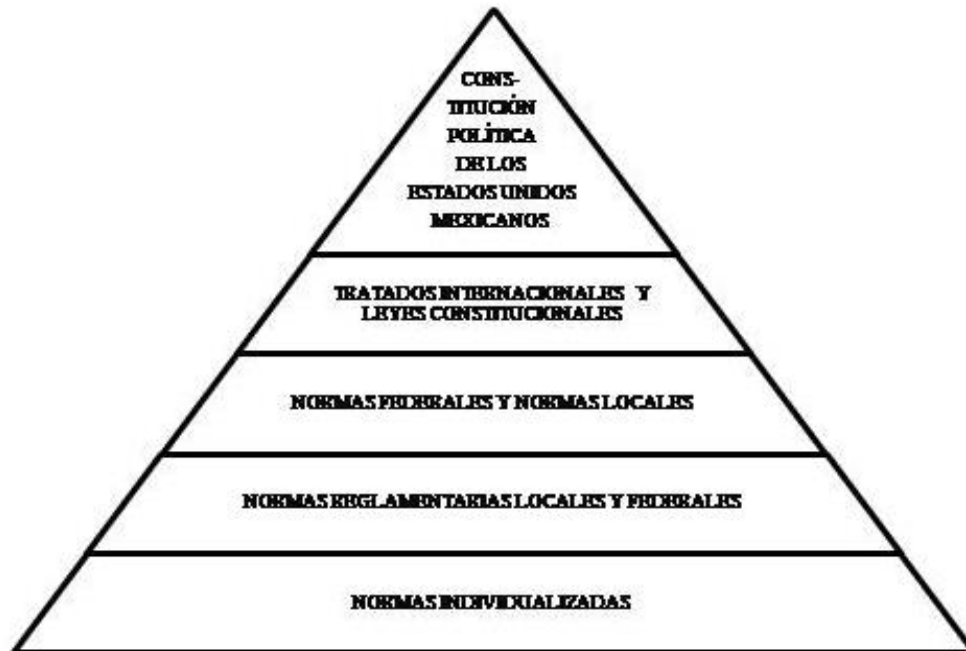 CONS-
TITUCIÓN
POLÍTICA
DE LOS
ESTADOS UNIDOS
MEXICANOS
TRATADOS INTERNACIONALES Y
LEYES CONSTITUCIONALES
NORMAS FEDERALES Y NORMAS LOCALES
NORMAS REGLAMENTARIAS LOCALES Y FEDERALES
NORMAS INDIVIDUALIZADAS